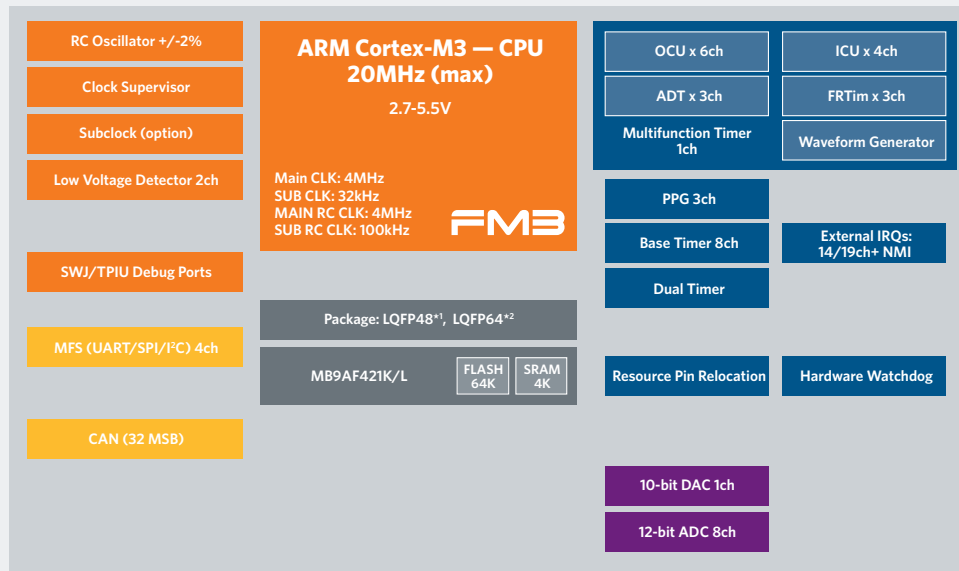 RC Oscillator +/-2%
Clock Supervisor
Subclock (option)
Low Voltage Detector 2ch
SWJ/TPIU Debug Ports
MFS (UART/SPI/I²C) 4ch
CAN (32 MSB)
ARM Cortex-M3 — CPU
20MHz (max)
2.7-5.5V
Main CLK: 4MHz
SUB CLK: 32kHz
MAIN RC CLK: 4MHz
SUB RC CLK: 100kHz
FM3
Package: LQFP48*¹, LQFP64*²
MB9AF421K/L
FLASH
64K
SRAM
4K
OCU x 6ch
ICU x 4ch
ADT x 3ch
FRTim x 3ch
Multifunction Timer
1ch
Waveform Generator
PPG 3ch
Base Timer 8ch
External IRQs:
14/19ch+ NMI
Dual Timer
Resource Pin Relocation
Hardware Watchdog
10-bit DAC 1ch
12-bit ADC 8ch